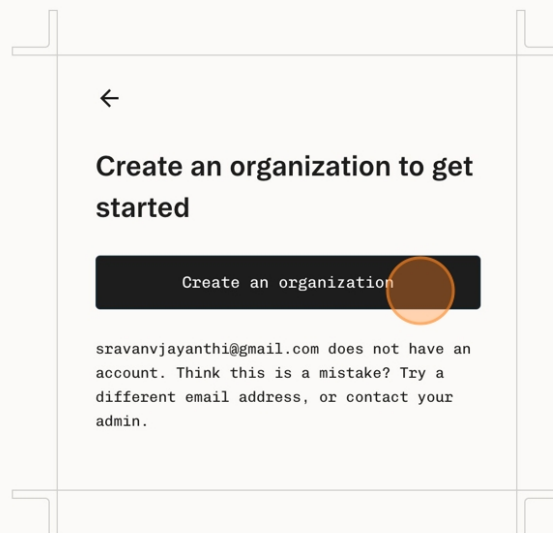 Create an organization to get
started
Create an organization
sravanvjayanthi@gmail.com does not have an
account. Think this is a mistake? Try a
different email address, or contact your
admin.